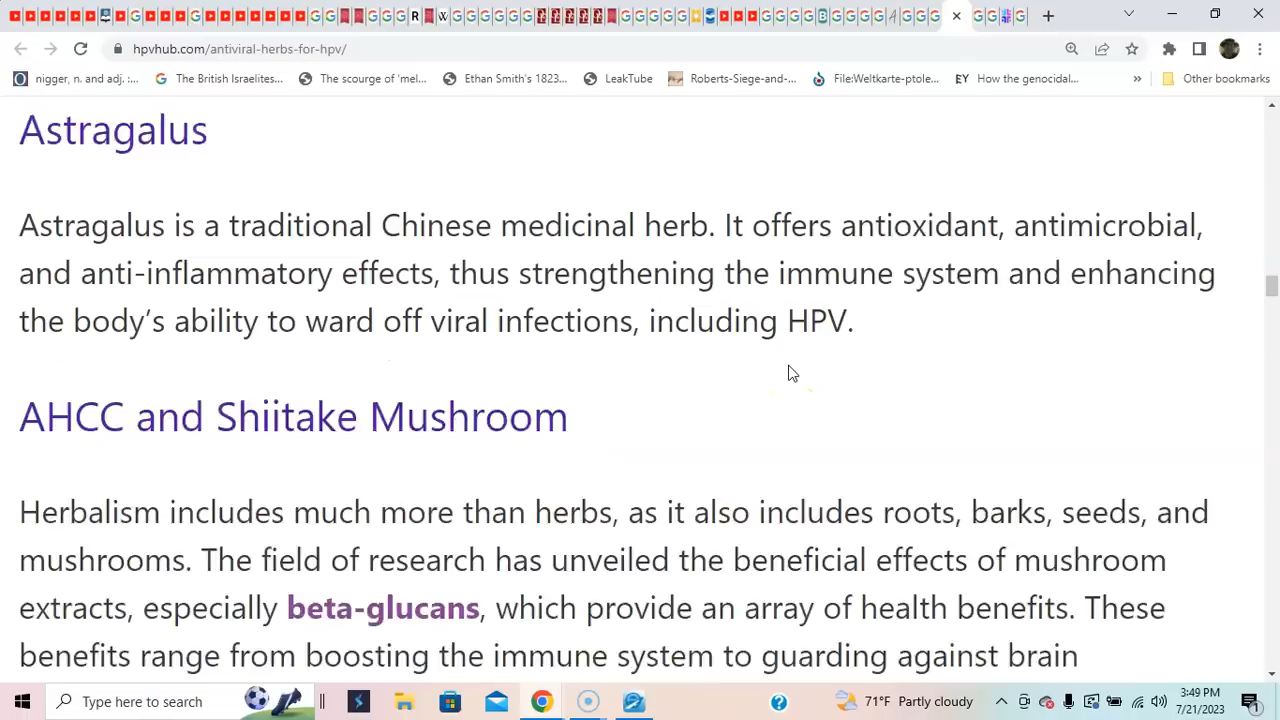 hpvhub.com/antiviral-herbs-for-hpv/
nigger, n. and adj. :...
The British Israelites...
The scourge of 'mel...
Ethan Smith's 1823...
LeakTube
Roberts-Siege-and-...
File:Weltkarte-ptole...
EY
How the genocidal...
»
Other bookmarks
Astragalus
Astragalus is a traditional Chinese medicinal herb. It offers antioxidant, antimicrobial,
and anti-inflammatory effects, thus strengthening the immune system and enhancing
the body’s ability to ward off viral infections, including HPV.
AHCC and Shiitake Mushroom
Herbalism includes much more than herbs, as it also includes roots, barks, seeds, and
mushrooms. The field of research has unveiled the beneficial effects of mushroom
extracts, especially beta-glucans, which provide an array of health benefits. These
benefits range from boosting the immune system to guarding against brain
Type here to search
71°F Partly cloudy
3:49 PM
7/21/2023